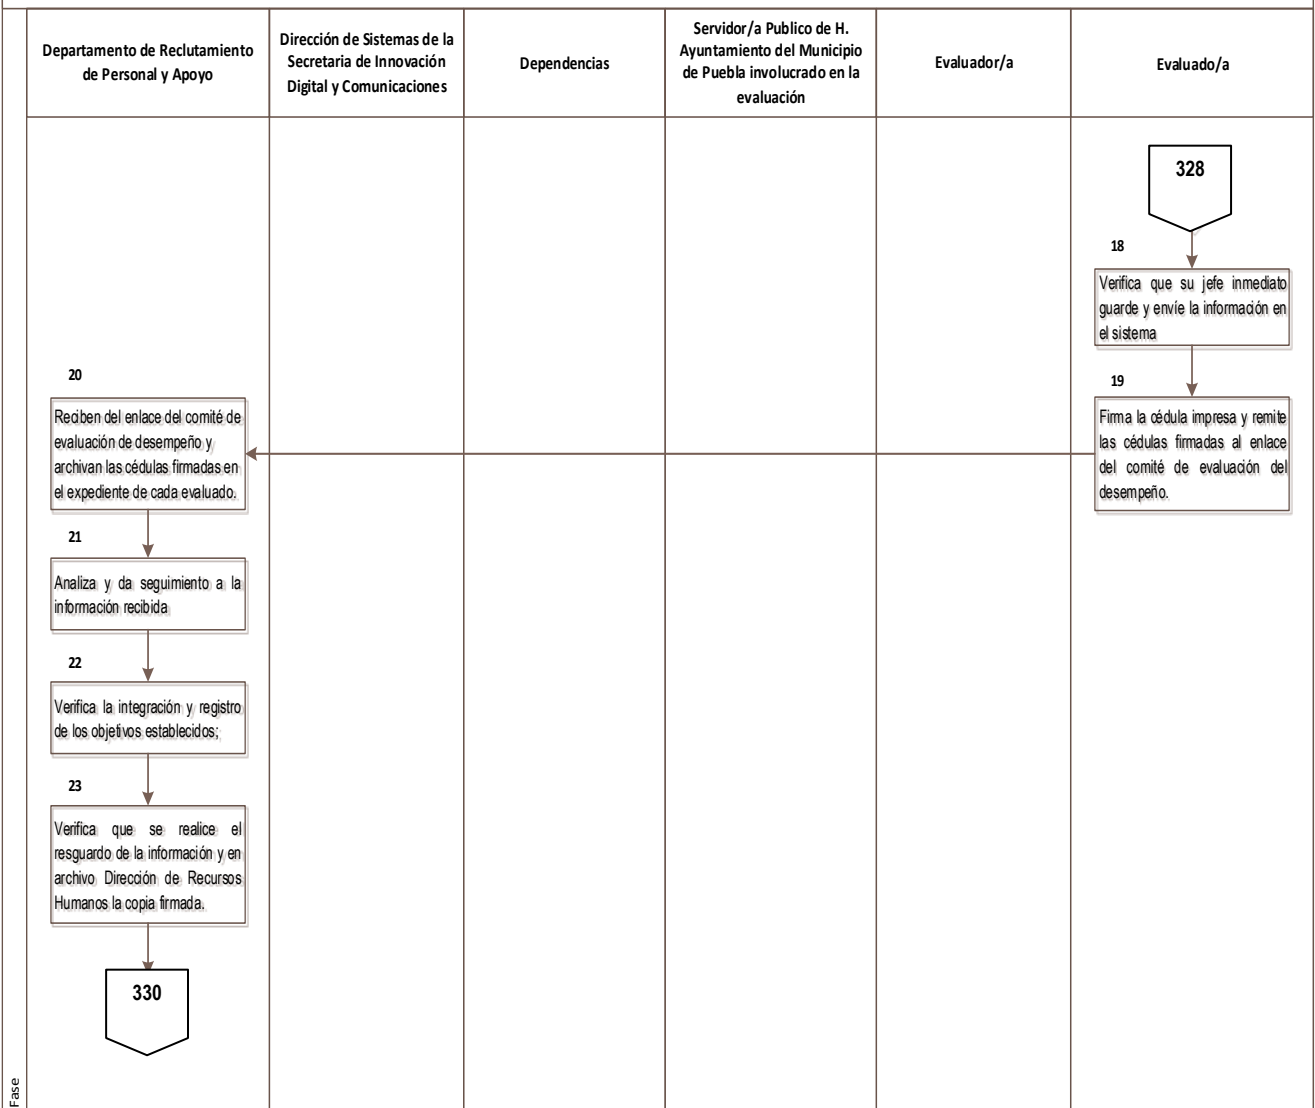 Departamento de Reclutamiento
de Personal y Apoyo
Dirección de Sistemas de la
Secretaria de Innovación
Digital y Comunicaciones
Dependencias
Servidor/a Publico de H.
Ayuntamiento del Municipio
de Puebla involucrado en la
evaluación
Evaluador/a
Evaluado/a
328
18
Verifica que su jefe inmediato
guarde y envíe la información en
el sistema
19
Firma la cédula impresa y remite
las cédulas firmadas al enlace
del comité de evaluación del
desempeño.
20
Reciben del enlace del comité de
evaluación de desempeño y
archivan las cédulas firmadas en
el expediente de cada evaluado.
21
Analiza y da seguimiento a la
información recibida
22
Verifica la integración y registro
de los objetivos establecidos;
23
Verifica que se realice el
resguardo de la información y en
archivo Dirección de Recursos
Humanos la copia firmada.
330
Fase